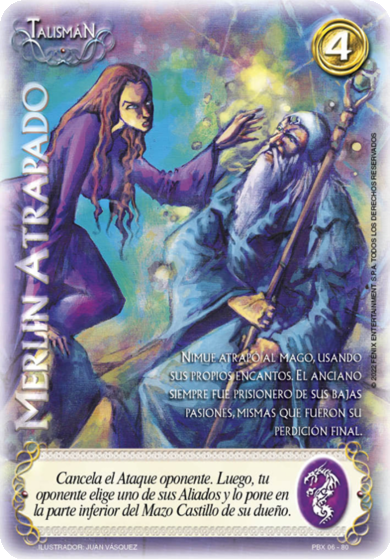 TALISMÁN
4
MERLÍN ATRAPADO
NIMUE ATRAPÓ AL MAGO, USANDO
SUS PROPIOS ENCANTOS. EL ANCIANO
SIEMPRE FUE PRISIONERO DE SUS BAJAS
PASIONES, MISMAS QUE FUERON SU
PERDICIÓN FINAL.
© 2022 FÉNIX ENTERTAINMENT S.P.A. TODOS LOS DERECHOS RESERVADOS
Cancela el Ataque oponente. Luego, tu
oponente elige uno de sus Aliados y lo pone en
la parte inferior del Mazo Castillo de su dueño.
ILUSTRADOR: JUAN VÁSQUEZ
PBX 06 - 80